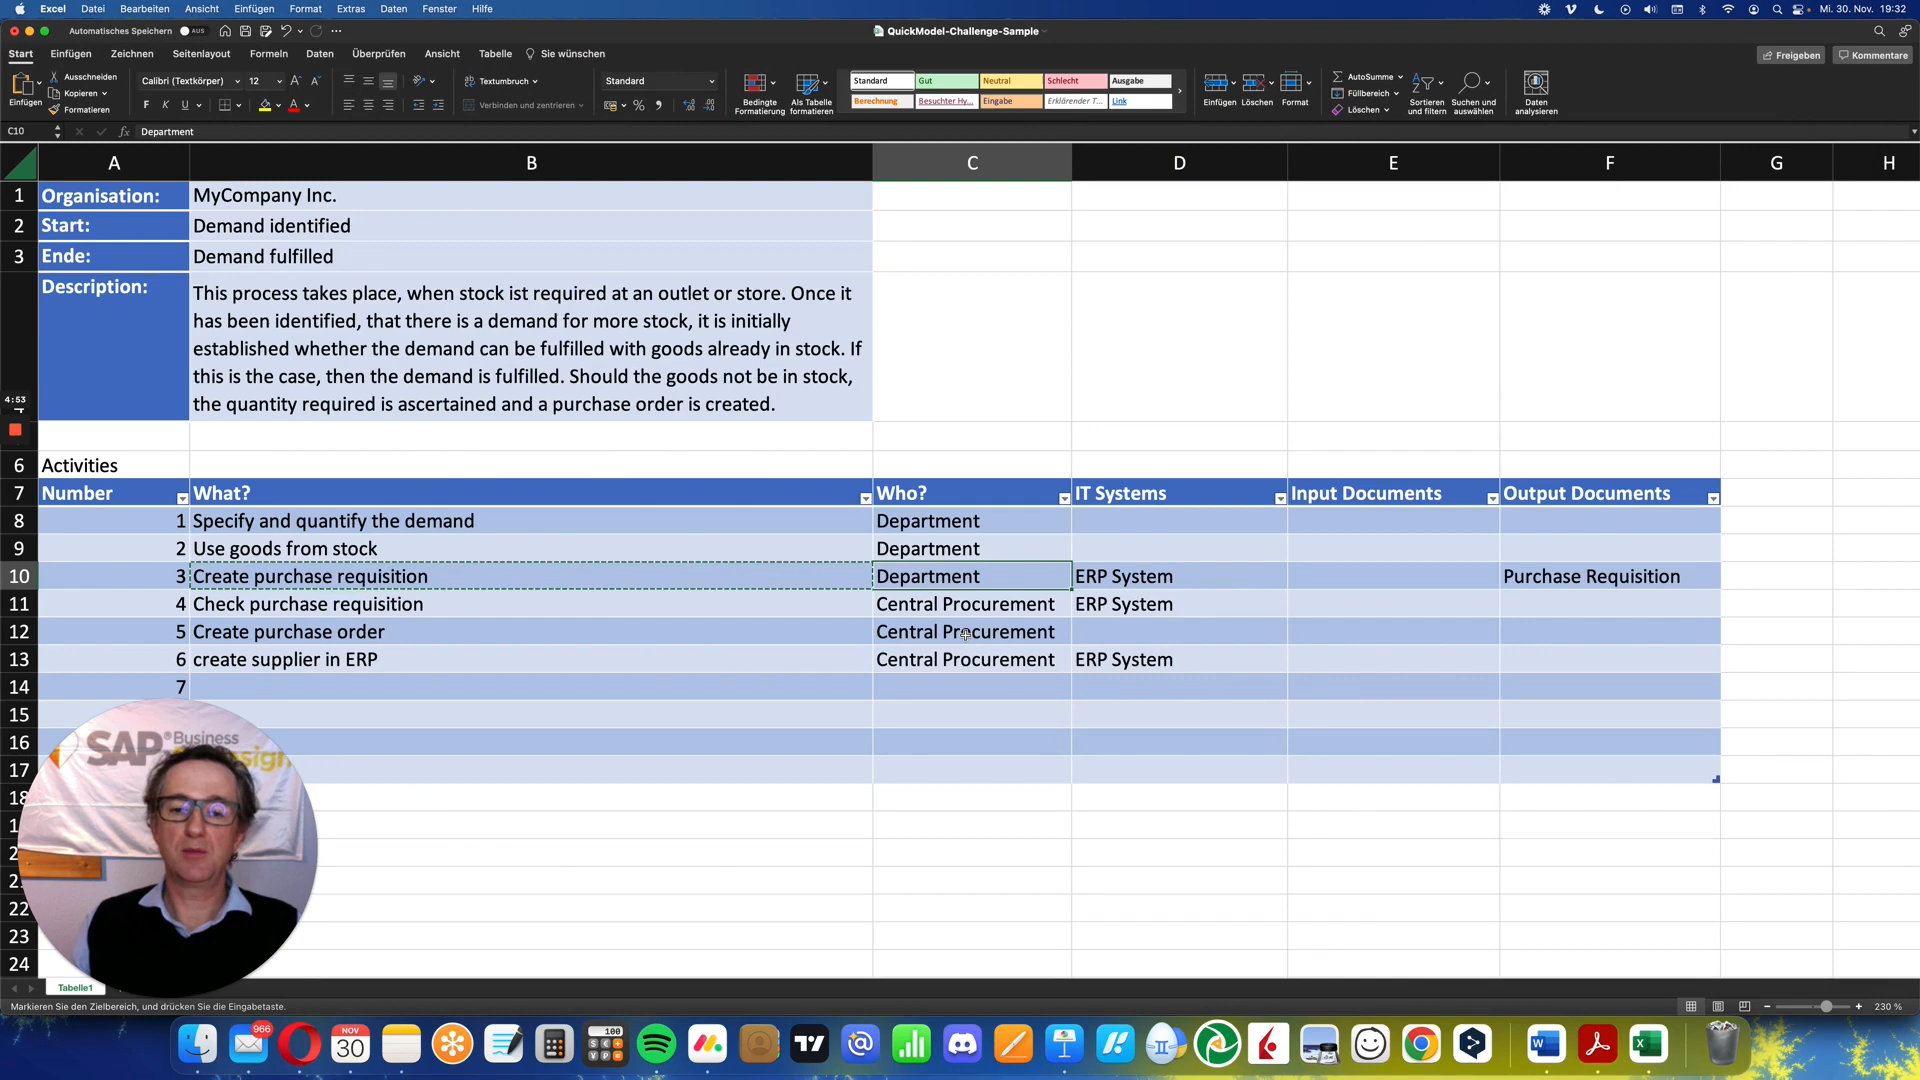 Excel Datei Bearbeiten Ansicht Einfügen Format Extras Daten Fenster Hilfe Mi. 30. Nov. 19:32
Automatisches Speichern AUS QuickModel-Challenge-Sample
Start Einfügen Zeichnen Seitenlayout Formeln Daten Überprüfen Ansicht Tabelle Sie wünschen Freigeben Kommentare
Einfügen
Ausschneiden
Kopieren
Formatieren
Calibri (Textkörper) 12
F K U
Textumbruch
Verbinden und zentrieren
Standard
Bedingte Formatierung
Als Tabelle formatieren
Standard Gut Neutral Schlecht Ausgabe
Berechnung Besuchter Hy... Eingabe Erklärender T... Link
Einfügen Löschen Format
AutoSumme
Füllbereich
Löschen
Sortieren und filtern
Suchen und auswählen
Daten analysieren
C10 fx Department
A B C D E F G H
1 Organisation: MyCompany Inc.
2 Start: Demand identified
3 Ende: Demand fulfilled
Description:
This process takes place, when stock ist required at an outlet or store. Once it
has been identified, that there is a demand for more stock, it is initially
established whether the demand can be fulfilled with goods already in stock. If
this is the case, then the demand is fulfilled. Should the goods not be in stock,
the quantity required is ascertained and a purchase order is created.
4:53
6 Activities
7 Number What? Who? IT Systems Input Documents Output Documents
8 1 Specify and quantify the demand Department
9 2 Use goods from stock Department
10 3 Create purchase requisition Department ERP System Purchase Requisition
11 4 Check purchase requisition Central Procurement ERP System
12 5 Create purchase order Central Procurement
13 6 create supplier in ERP Central Procurement ERP System
14 7
15
16
17
18
22
23
24
SAP Business
Tabelle1
Markieren Sie den Zielbereich, und drücken Sie die Eingabetaste. 230 %
966
NOV
30
100